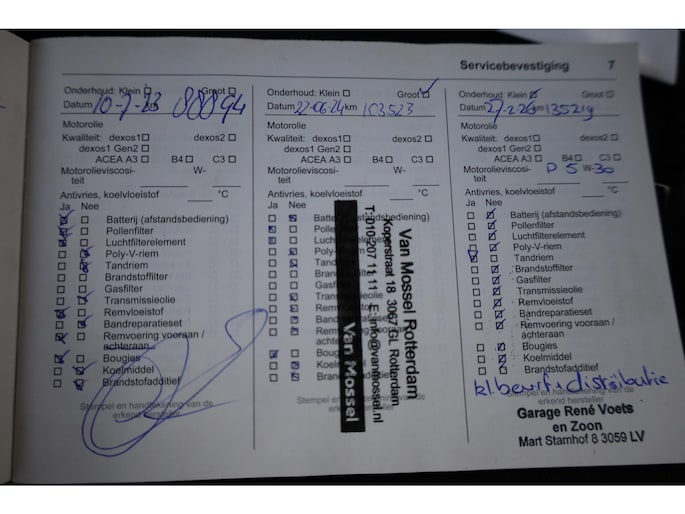 Servicebevestiging 7
Onderhoud: Klein Groot
Datum 10-7-23 km 80094
Motorolie
Kwaliteit: dexos1 dexos2
dexos1 Gen2
ACEA A3 B4 C3
Motorolieviscosi- W-
teit
Antivries, koelvloeistof °C
Ja Nee
Batterij (afstandsbediening)
Pollenfilter
Luchtfilterelement
Poly-V-riem
Tandriem
Brandstoffilter
Gasfilter
Transmissieolie
Remvloeistof
Bandreparatieset
Remvoering vooraan /
achteraan
Bougies
Koelmiddel
Brandstofadditief
Stempel en handtekening van de
erkend hersteller
Onderhoud: Klein Groot
Datum 22-06-24 km 103523
Motorolie
Kwaliteit: dexos1 dexos2
dexos1 Gen2
ACEA A3 B4 C3
Motorolieviscosi- W-
teit
Antivries, koelvloeistof °C
Ja Nee
Van Mossel
Van Mossel Rotterdam
Koperstraat 18 3067 GL Rotterdam
T: 010 207 11 11 E: info@vanmossel.nl
Onderhoud: Klein Groot
Datum 27-2-26 km 135219
Motorolie
Kwaliteit: dexos1 dexos2
dexos1 Gen2
ACEA A3 B4 C3
Motorolieviscosi- P 5 W-30
teit
Antivries, koelvloeistof °C
Ja Nee
Batterij (afstandsbediening)
Pollenfilter
Luchtfilterelement
Poly-V-riem
Tandriem
Brandstoffilter
Gasfilter
Transmissieolie
Remvloeistof
Bandreparatieset
Remvoering vooraan /
achteraan
Bougies
Koelmiddel
Brandstofadditief
kl. beurt + distributie
Garage René Voets
en Zoon
Mart Stamhof 8 3059 LV